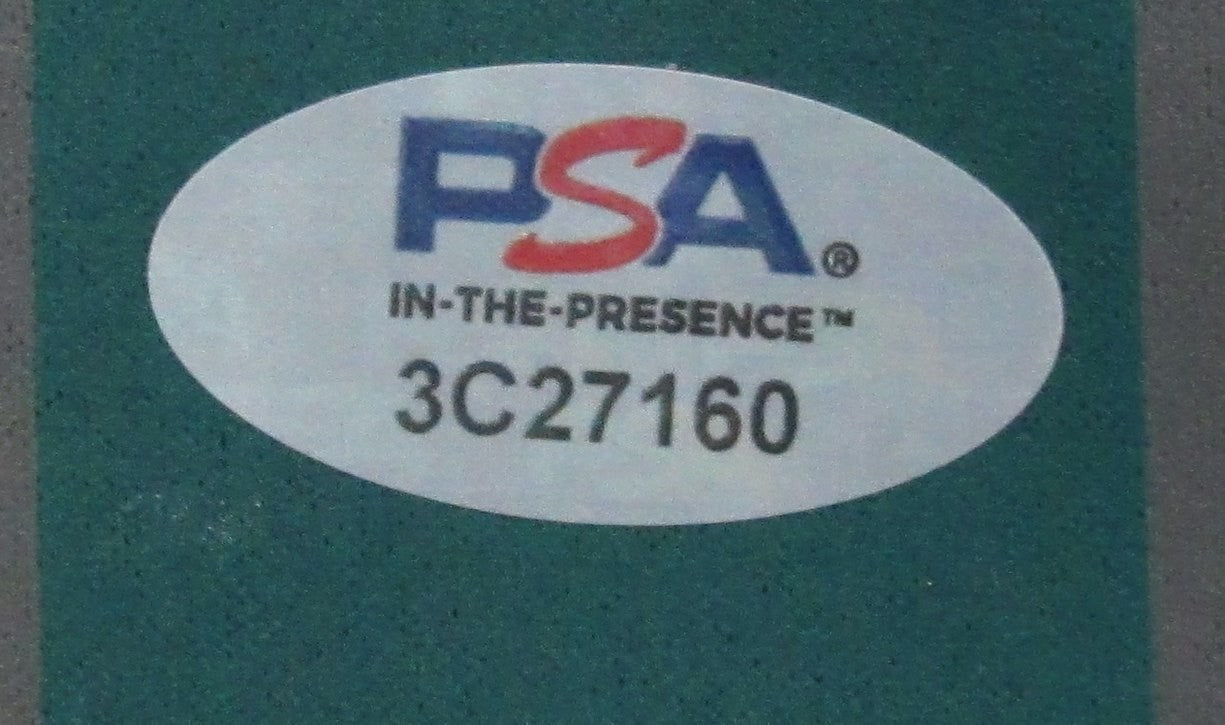 PSA®
IN-THE-PRESENCE™
3C27160